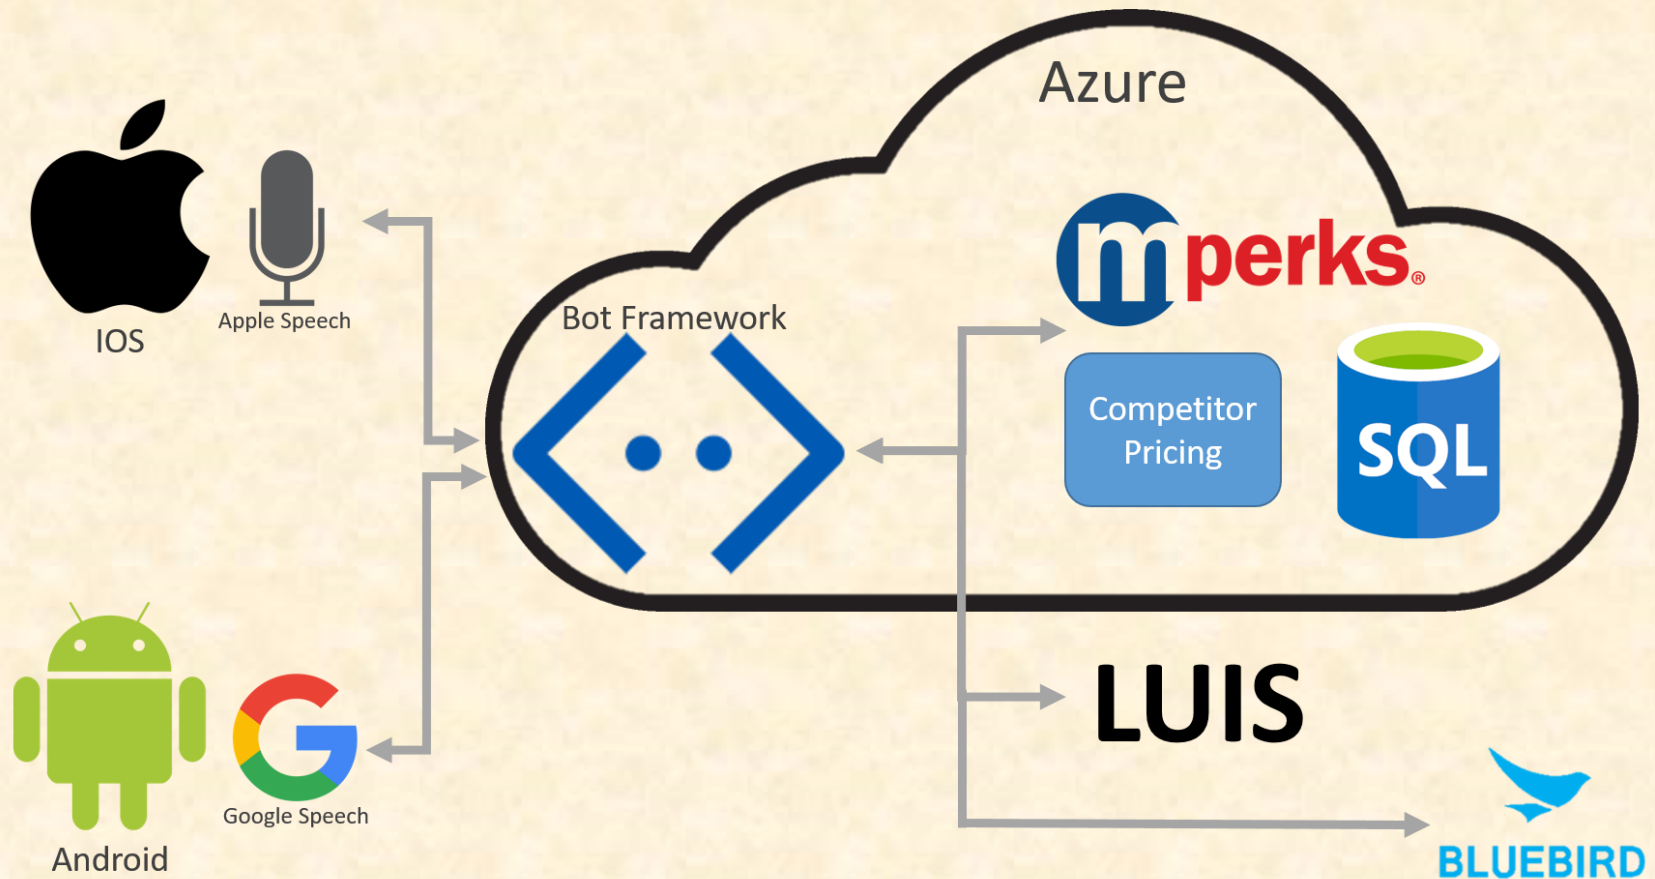 Azure
mperks®
IOS
Apple Speech
Bot Framework
Competitor
Pricing
SQL
LUIS
Google Speech
Android
BLUEBIRD